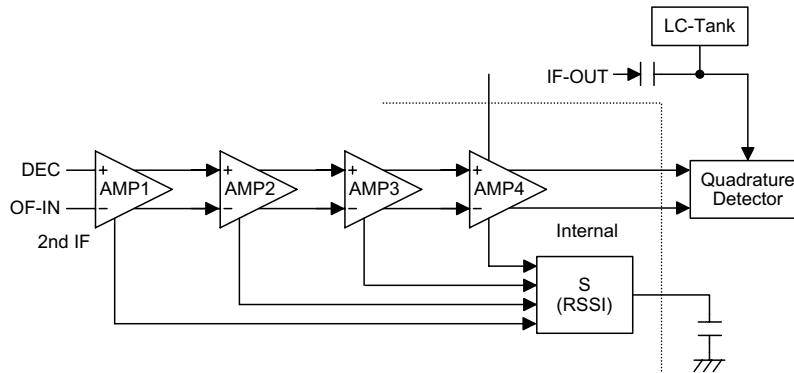 LC-Tank
IF-OUT
DEC
OF-IN
2nd IF
+
−
AMP1
+
−
AMP2
+
−
AMP3
+
−
AMP4
Quadrature
Detector
Internal
S
(RSSI)